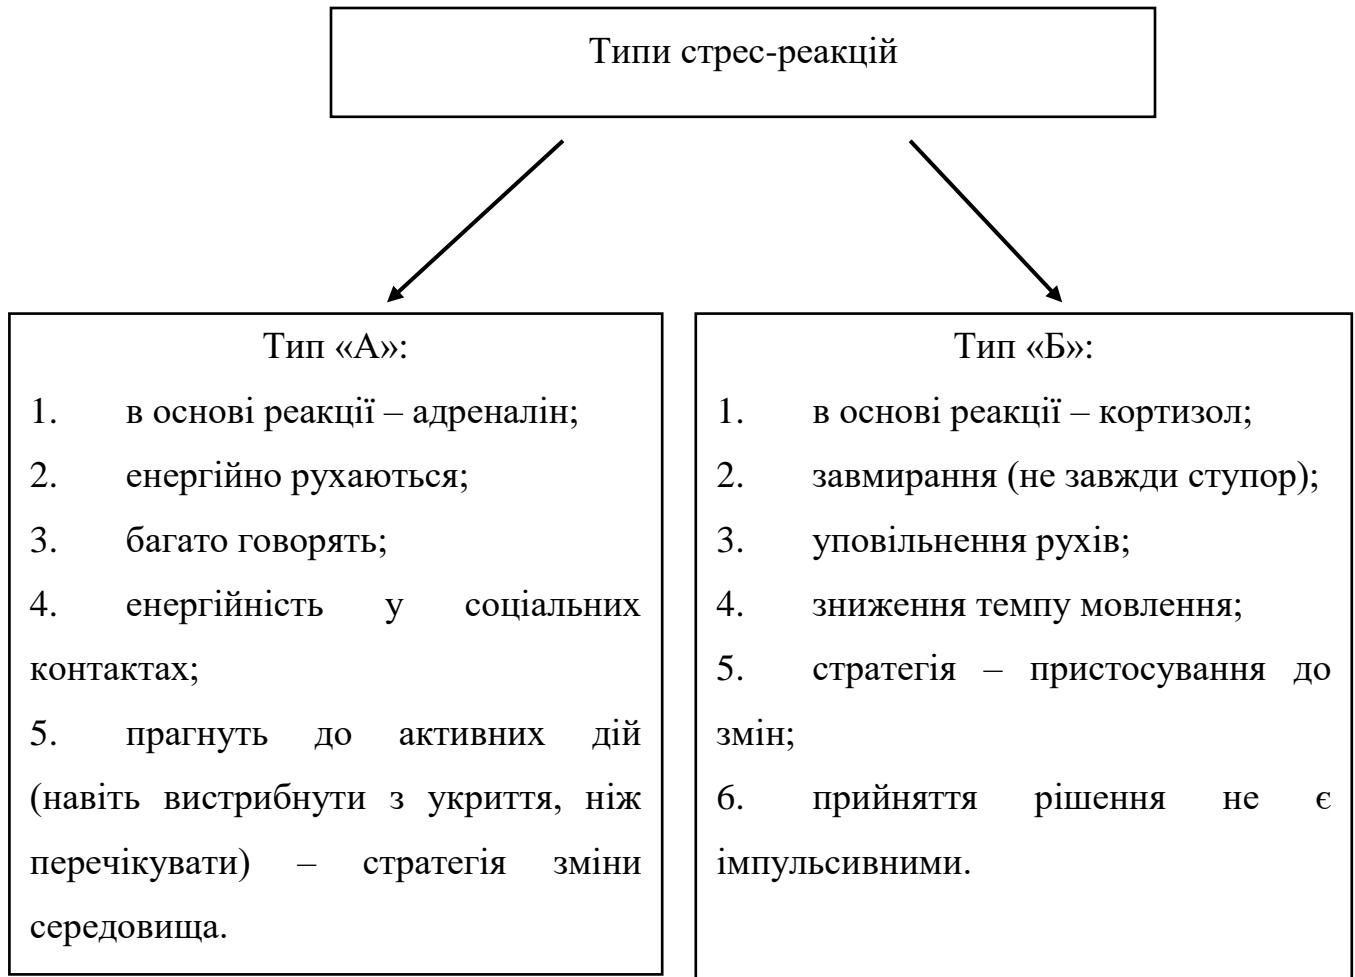 Типи стрес-реакцій
Тип «А»:
1. в основі реакції – адреналін;
2. енергійно рухаються;
3. багато говорять;
4. енергійність у соціальних
контактах;
5. прагнуть до активних дій
(навіть вистрибнути з укриття, ніж
перечікувати) – стратегія зміни
середовища.
Тип «Б»:
1. в основі реакції – кортизол;
2. завмирання (не завжди ступор);
3. уповільнення рухів;
4. зниження темпу мовлення;
5. стратегія – пристосування до
змін;
6. прийняття рішення не є
імпульсивними.